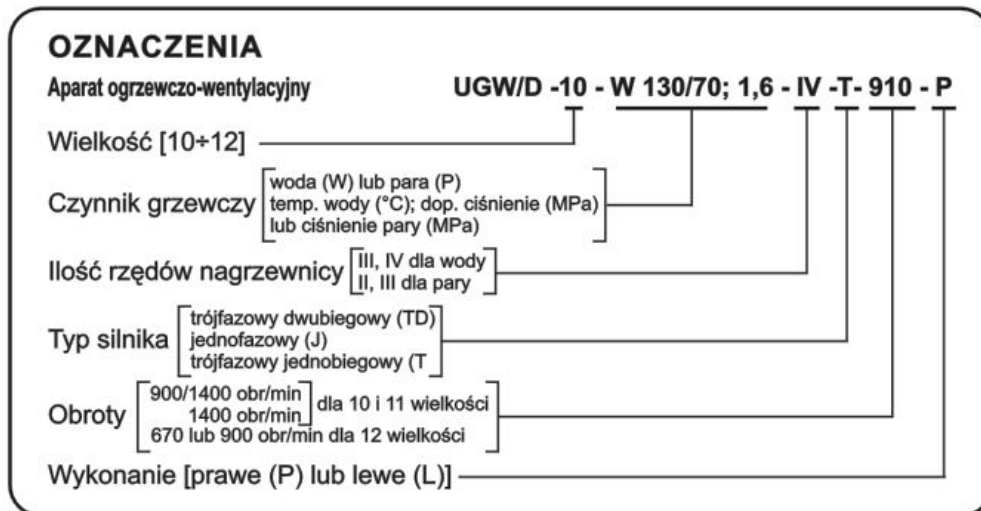 OZNACZENIA
Aparat ogrzewczo-wentylacyjny UGW/D -10 - W 130/70; 1,6 - IV -T- 910 - P
Wielkość [10÷12]
Czynnik grzewczy [woda (W) lub para (P)
temp. wody (°C); dop. ciśnienie (MPa)
lub ciśnienie pary (MPa)]
Ilość rzędów nagrzewnicy [III, IV dla wody
II, III dla pary]
Typ silnika [trójfazowy dwubiegowy (TD)
jednofazowy (J)
trójfazowy jednobiegowy (T]
Obroty [900/1400 obr/min
1400 obr/min] dla 10 i 11 wielkości
670 lub 900 obr/min dla 12 wielkości]
Wykonanie [prawe (P) lub lewe (L)]